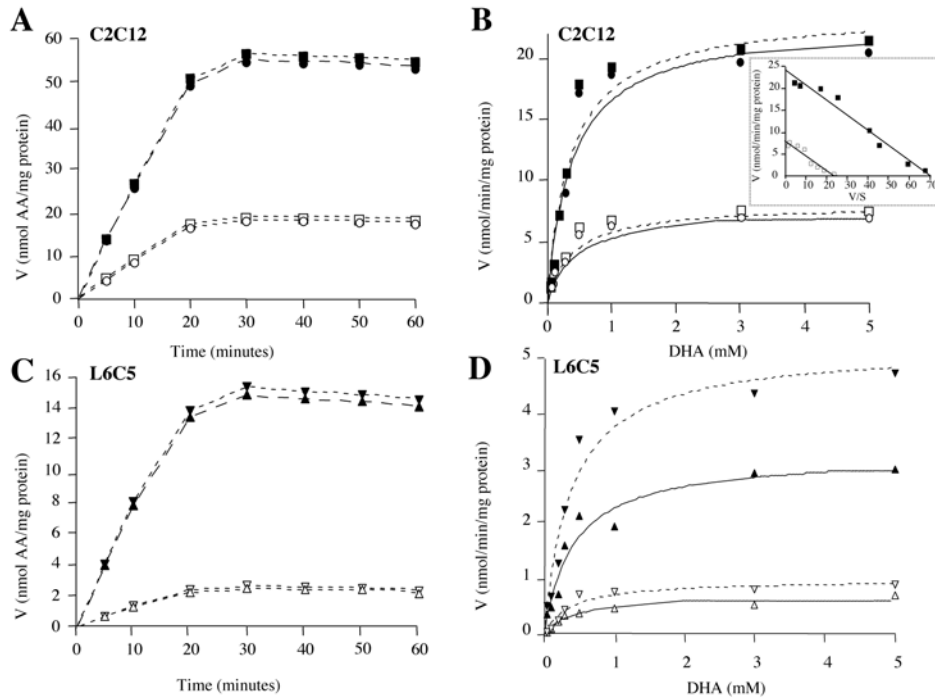 A
C2C12
V (nmol AA/mg protein)
60
50
40
30
20
10
0
0 10 20 30 40 50 60
Time (minutes)
B
C2C12
V (nmol/min/mg protein)
20
15
10
5
0
0 1 2 3 4 5
DHA (mM)
V (nmol/min/mg protein)
25
20
15
10
5
0
0 10 20 30 40 50 60 70
V/S
C
L6C5
V (nmol AA/mg protein)
16
14
12
10
8
6
4
2
0
0 10 20 30 40 50 60
Time (minutes)
D
L6C5
V (nmol/min/mg protein)
5
4
3
2
1
0
0 1 2 3 4 5
DHA (mM)